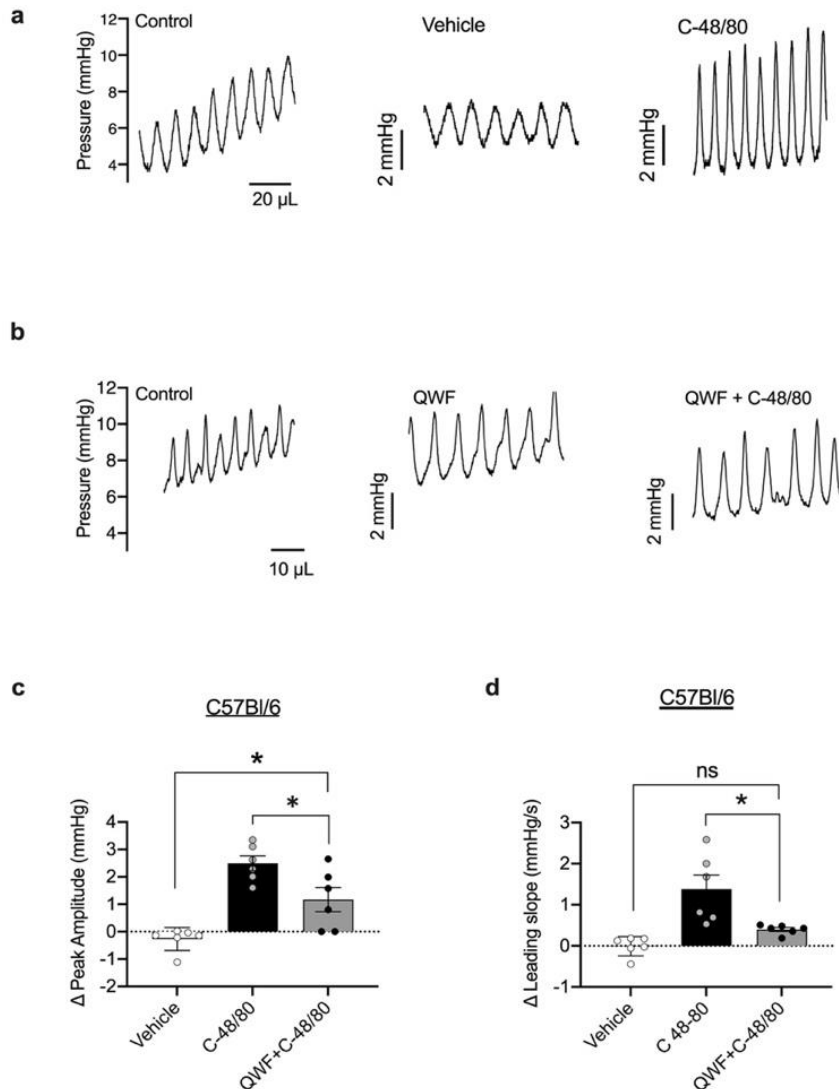 a
Control
Vehicle
C-48/80
Pressure (mmHg)
12
10
8
6
4
20 µL
2 mmHg
2 mmHg
b
Control
QWF
QWF + C-48/80
Pressure (mmHg)
12
10
8
6
4
10 µL
2 mmHg
2 mmHg
c
C57Bl/6
*
*
Δ Peak Amplitude (mmHg)
4
3
2
1
0
-1
-2
Vehicle
C-48/80
QWF+C-48/80
d
C57Bl/6
ns
*
Δ Leading slope (mmHg/s)
3
2
1
0
-1
Vehicle
C 48-80
QWF+C-48/80